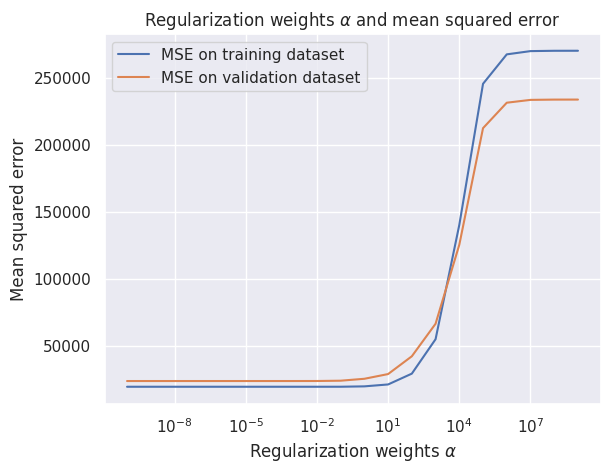 Regularization weights α and mean squared error
MSE on training dataset
MSE on validation dataset
Mean squared error
250000
200000
150000
100000
50000
10⁻⁸ 10⁻⁵ 10⁻² 10¹ 10⁴ 10⁷
Regularization weights α